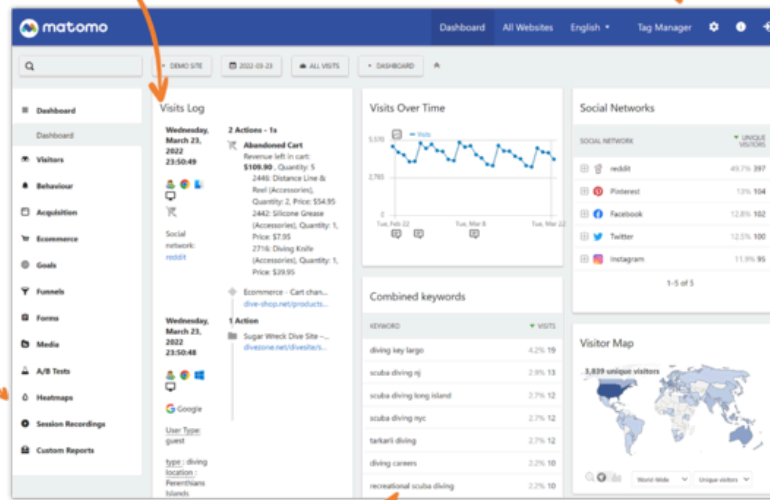 matomo
Dashboard
All Websites
English
Tag Manager
DEMO SITE
2022-03-23
ALL VISITS
DASHBOARD
Dashboard
Dashboard
Visitors
Behaviour
Acquisition
Ecommerce
Goals
Funnels
Forms
Media
A/B Tests
Heatmaps
Session Recordings
Custom Reports
Visits Log
Wednesday,
March 23,
2022
23:50:49
Social
network:
reddit
2 Actions - 1s
Abandoned Cart
Revenue left in cart:
$109.90 , Quantity: 5
2446: Distance Line &
Reel (Accessories),
Quantity: 2, Price: $54.95
2442: Silicone Grease
(Accessories), Quantity: 1,
Price: $7.95
2716: Diving Knife
(Accessories), Quantity: 1,
Price: $39.95
Ecommerce - Cart chan...
dive-shop.net/products...
Wednesday,
March 23,
2022
23:50:48
Google
User Type:
guest
type : diving
location :
Perenthians
Islands
1 Action
Sugar Wreck Dive Site -...
divezone.net/divesite/s...
Visits Over Time
Visits
5,570
2,785
0
Tue, Feb 22
Tue, Mar 8
Tue, Mar 22
Combined keywords
KEYWORD
VISITS
diving key largo
4.2% 19
scuba diving nj
2.9% 13
scuba diving long island
2.7% 12
scuba diving nyc
2.7% 12
tarkarli diving
2.7% 12
diving careers
2.2% 10
recreational scuba diving
2.2% 10
Social Networks
SOCIAL NETWORK
UNIQUE
VISITORS
reddit
49.7% 397
Pinterest
13% 104
Facebook
12.8% 102
Twitter
12.5% 100
Instagram
11.9% 95
1-5 of 5
Visitor Map
3,839 unique visitors
World-Wide
Unique visitors